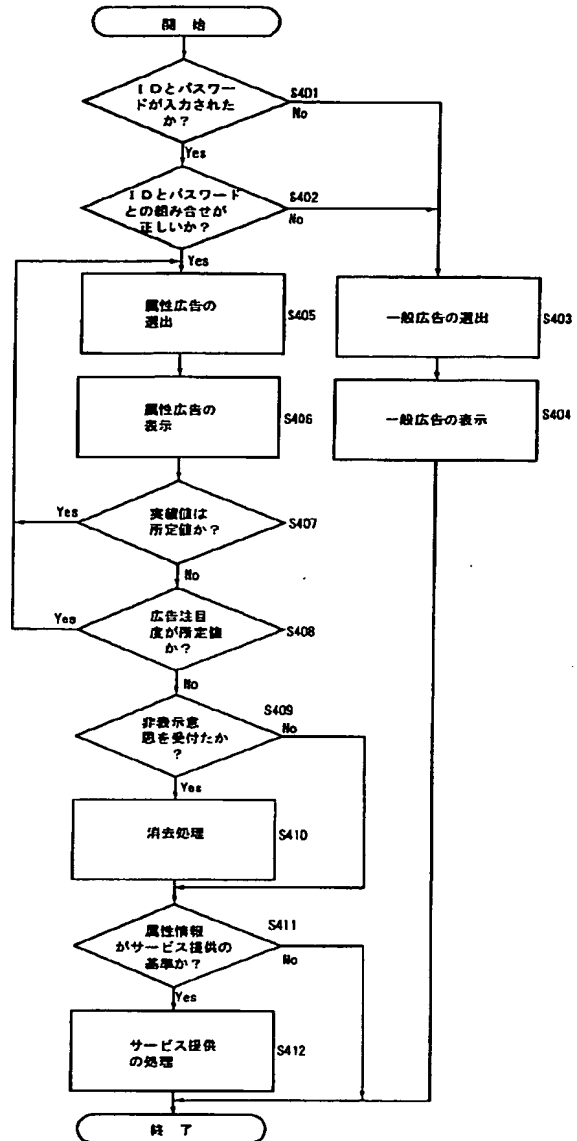 開 始
IDとパスワー
ドが入力された
か？
S401
No
Yes
IDとパスワード
との組み合せが
正しいか？
S402
No
Yes
属性広告の
選出
S405
一般広告の選出
S403
属性広告の
表示
S406
一般広告の表示
S404
実績値は
所定値か？
S407
Yes
No
広告注目
度が所定値
か？
S408
Yes
No
非表示意
思を受付たか
？
S409
No
Yes
消去処理
S410
属性情報
がサービス提供の
基準か？
S411
No
Yes
サービス提供
の処理
S412
終 了